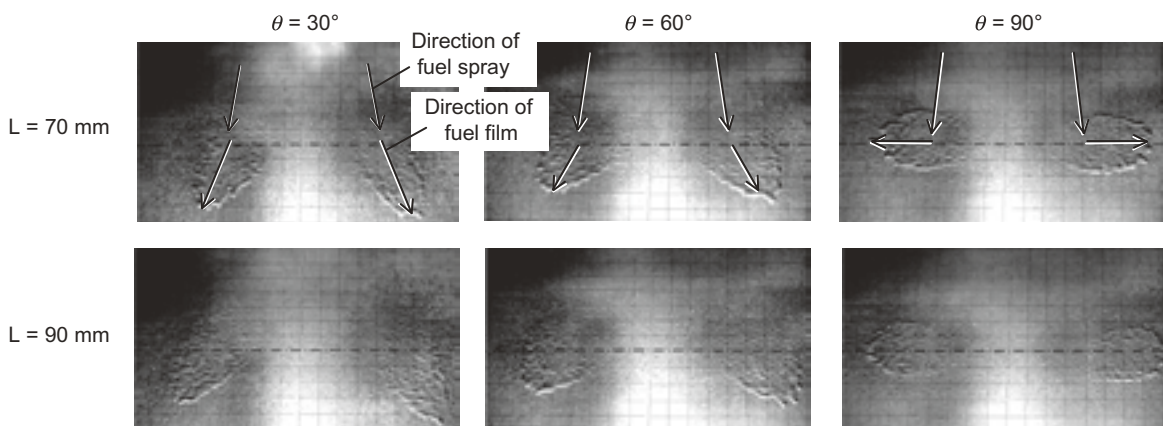 θ = 30°
θ = 60°
θ = 90°
Direction of
fuel spray
L = 70 mm
Direction of
fuel film
L = 90 mm